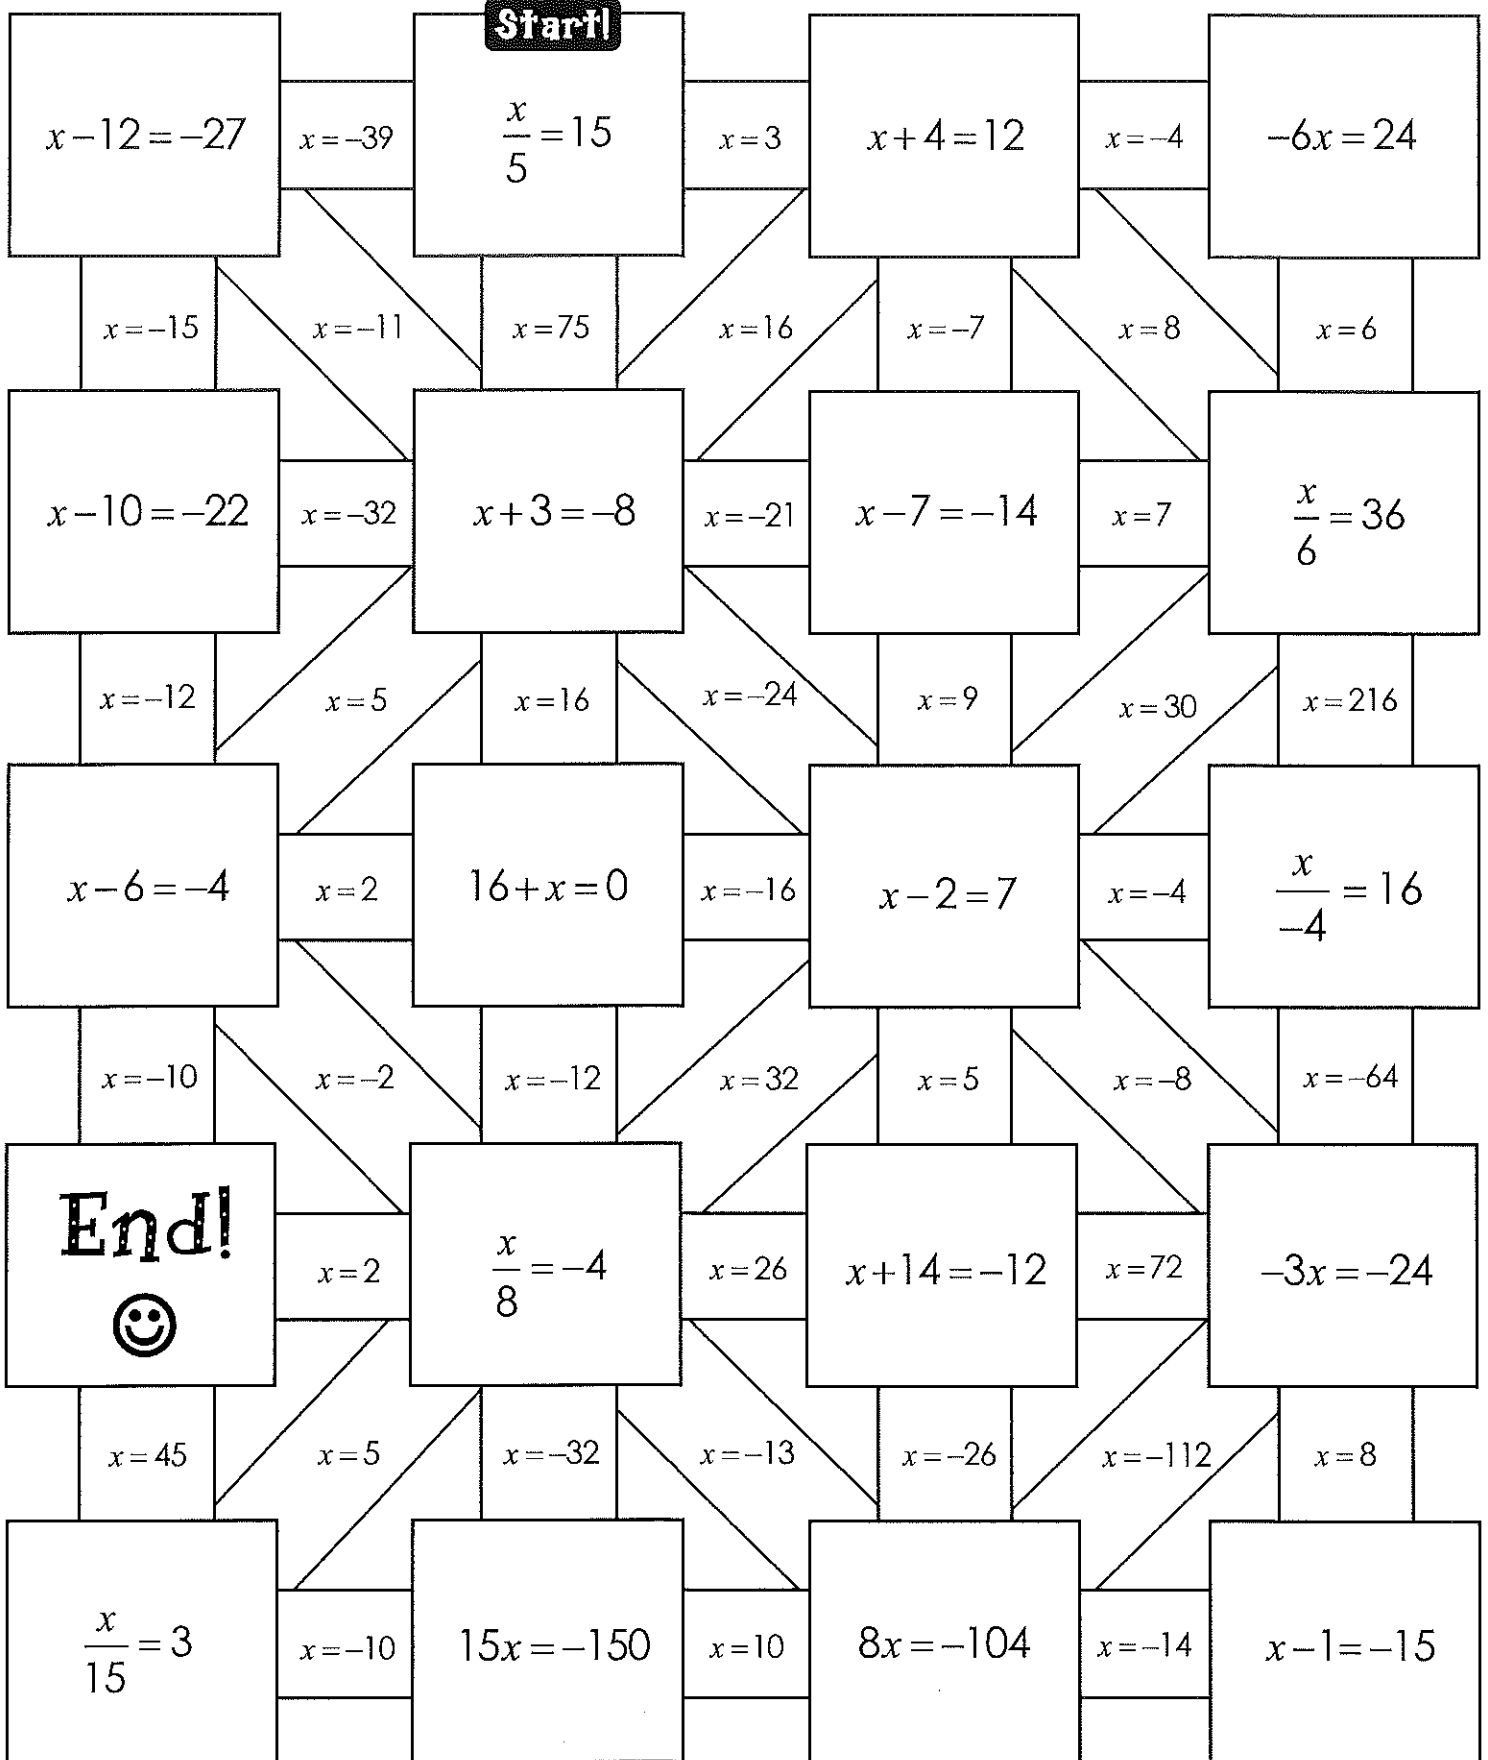 Start!
x−12=−27
x=−39
x/5=15
x=3
x+4=12
x=−4
−6x=24
x=−15
x=−11
x=75
x=16
x=−7
x=8
x=6
x−10=−22
x=−32
x+3=−8
x=−21
x−7=−14
x=7
x/6=36
x=−12
x=5
x=16
x=−24
x=9
x=30
x=216
x−6=−4
x=2
16+x=0
x=−16
x−2=7
x=−4
x/−4=16
x=−10
x=−2
x=−12
x=32
x=5
x=−8
x=−64
End!
x=2
x/8=−4
x=26
x+14=−12
x=72
−3x=−24
x=45
x=5
x=−32
x=−13
x=−26
x=−112
x=8
x/15=3
x=−10
15x=−150
x=10
8x=−104
x=−14
x−1=−15